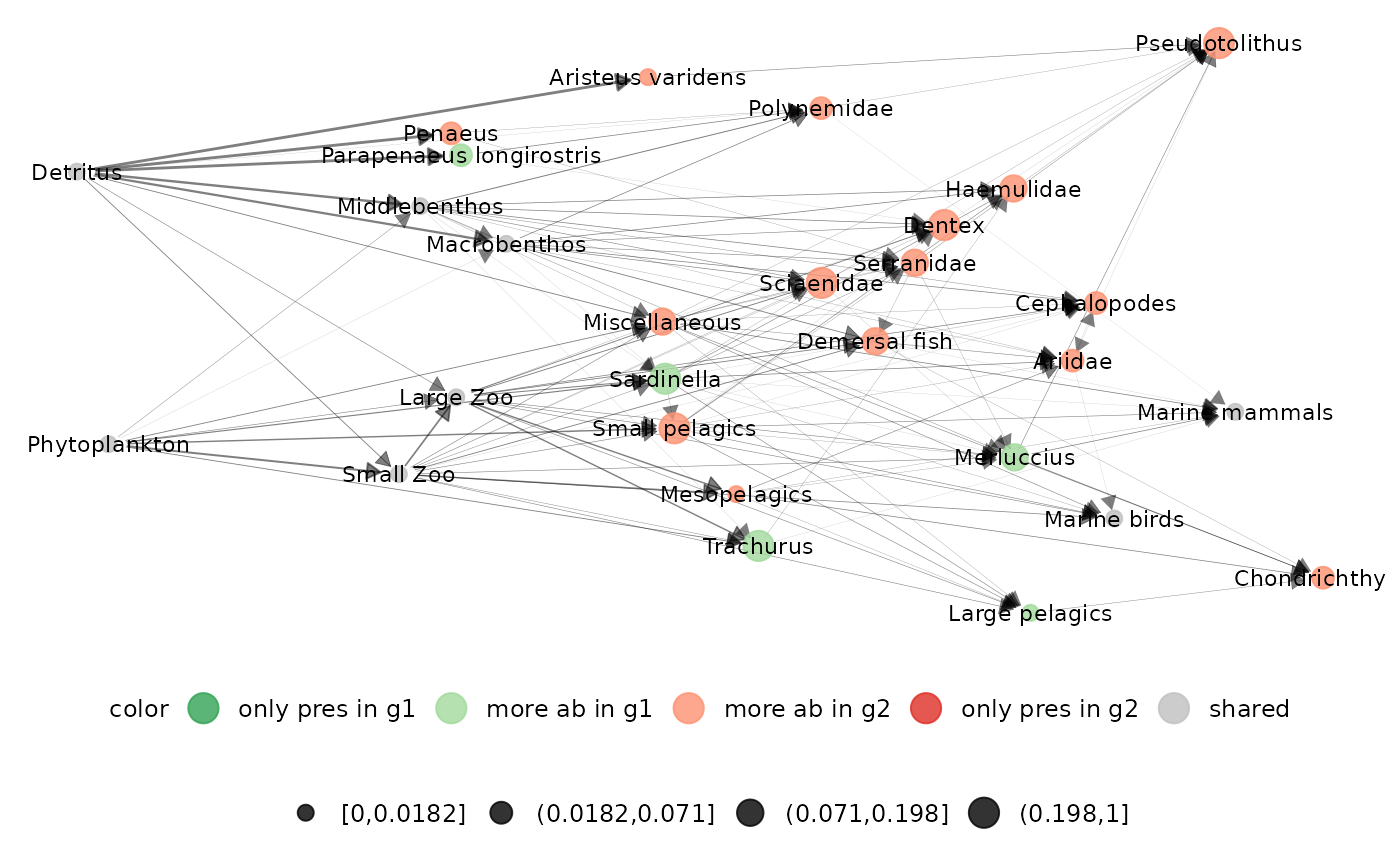 Pseudotolithus
Aristeus varidens
Polynemidae
Penaeus
Parapenaeus longirostris
Detritus
Haemulidae
Middlebenthos
Dentex
Macrobenthos
Serranidae
Sciaenidae
Cephalopodes
Miscellaneous
Demersal fish
Ariidae
Sardinella
Large Zoo
Marine mammals
Small pelagics
Phytoplankton
Merluccius
Small Zoo
Mesopelagics
Marine birds
Trachurus
Chondrichthy
Large pelagics
color only pres in g1 more ab in g1 more ab in g2 only pres in g2 shared
[0,0.0182] (0.0182,0.071] (0.071,0.198] (0.198,1]